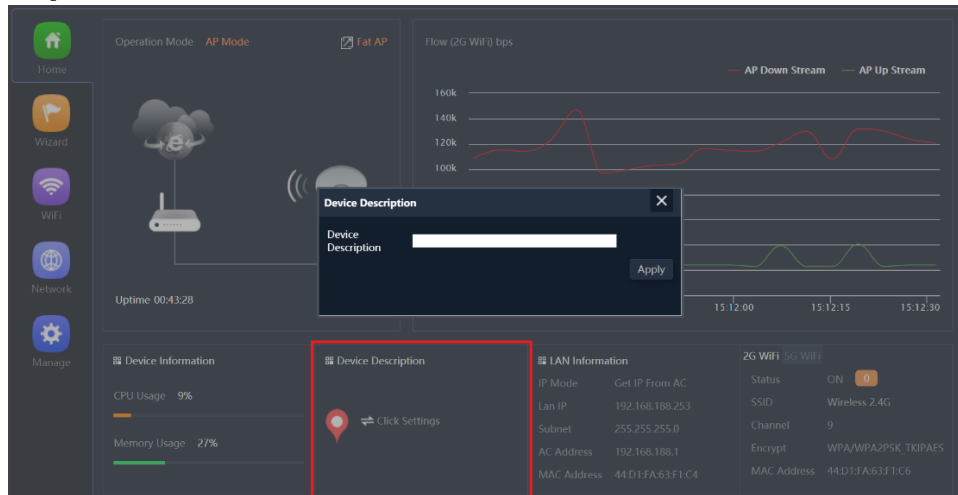 Operation Mode AP Mode Fat AP
Flow (2G WiFi) bps
Home
AP Down Stream AP Up Stream
160k
140k
120k
100k
Wizard
WiFi
Device Description
Device
Description
Apply
Network
Uptime 00:43:28
15:12:00 15:12:15 15:12:30
Manage
Device Information
CPU Usage 9%
Memory Usage 27%
Device Description
Click Settings
LAN Information
IP Mode Get IP From AC
Lan IP 192.168.188.253
Subnet 255.255.255.0
AC Address 192.168.188.1
MAC Address 44:D1:FA:63:F1:C4
2G WiFi 5G WiFi
Status ON 0
SSID Wireless 2.4G
Channel 9
Encrypt WPA/WPA2PSK_TKIPAES
MAC Address 44:D1:FA:63:F1:C6